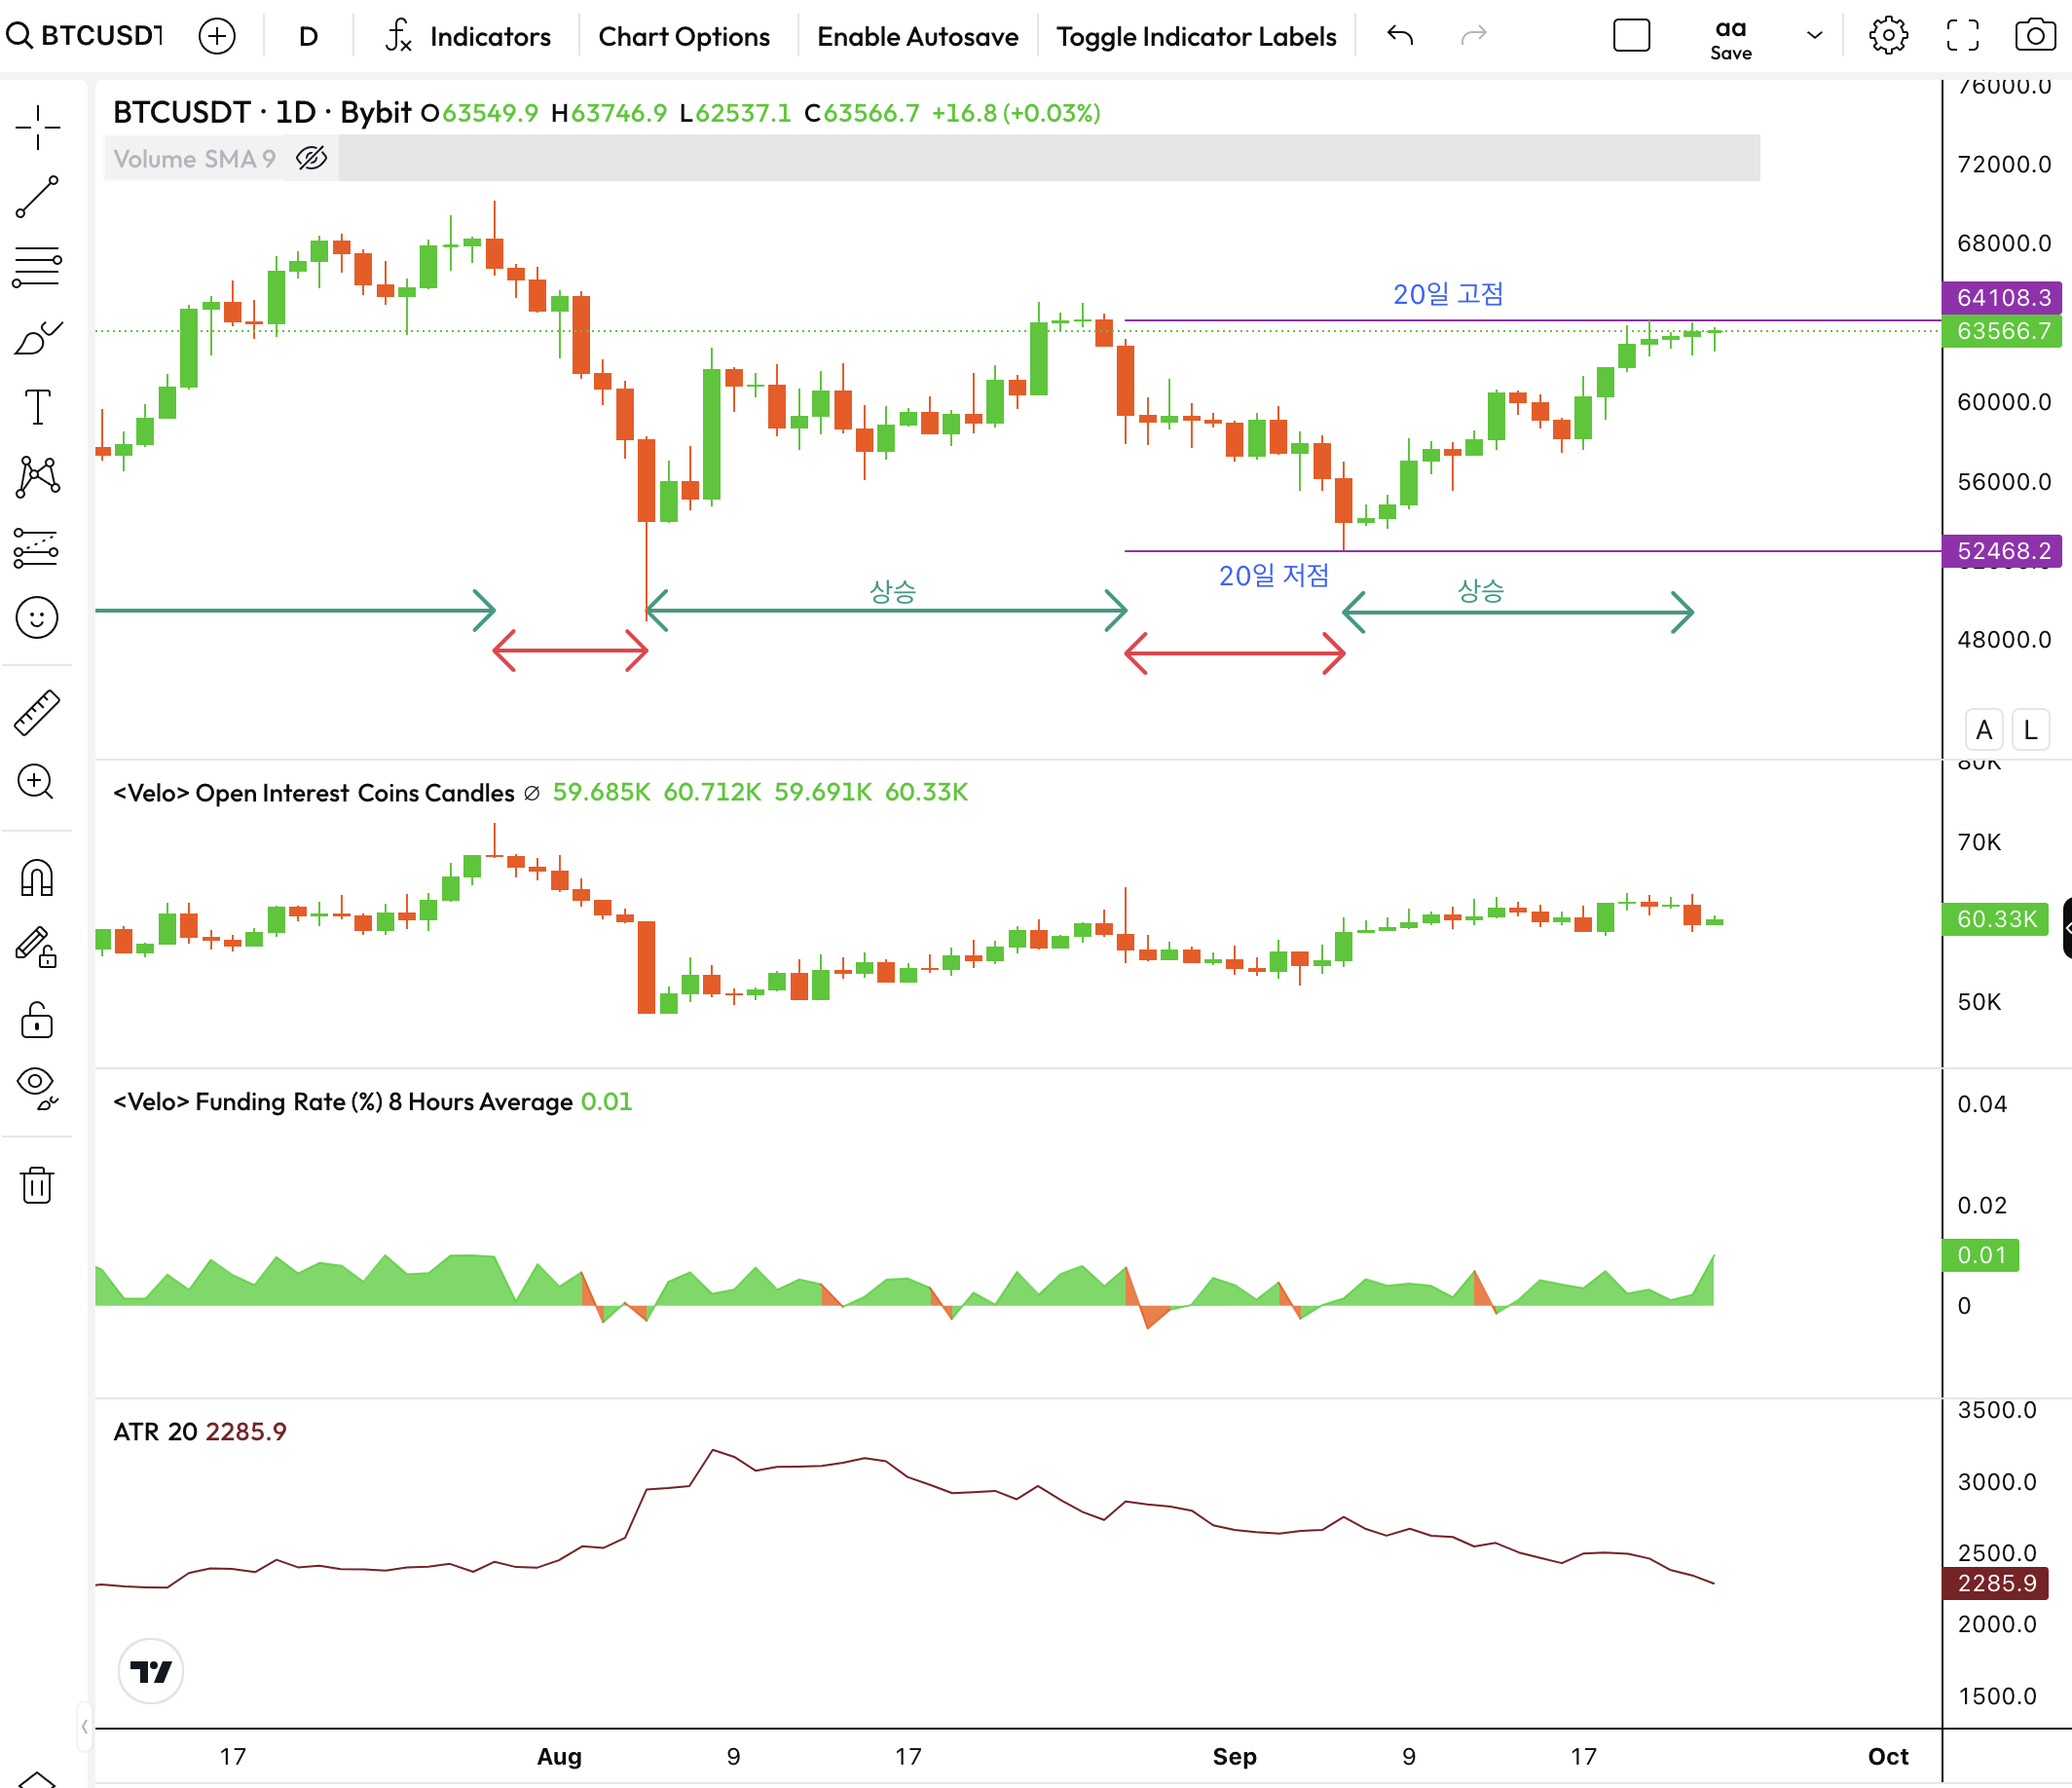 BTCUSDT
D
Indicators
Chart Options
Enable Autosave
Toggle Indicator Labels
aa
Save
BTCUSDT · 1D · Bybit O63549.9 H63746.9 L62537.1 C63566.7 +16.8 (+0.03%)
Volume SMA 9
76000.0
72000.0
68000.0
20일 고점
64108.3
63566.7
60000.0
56000.0
52468.2
20일 저점
상승
상승
48000.0
A L
<Velo> Open Interest Coins Candles ∅ 59.685K 60.712K 59.691K 60.33K
80K
70K
60.33K
50K
<Velo> Funding Rate (%) 8 Hours Average 0.01
0.04
0.02
0.01
0
ATR 20 2285.9
3500.0
3000.0
2500.0
2285.9
2000.0
1500.0
17 Aug 9 17 Sep 9 17 Oct